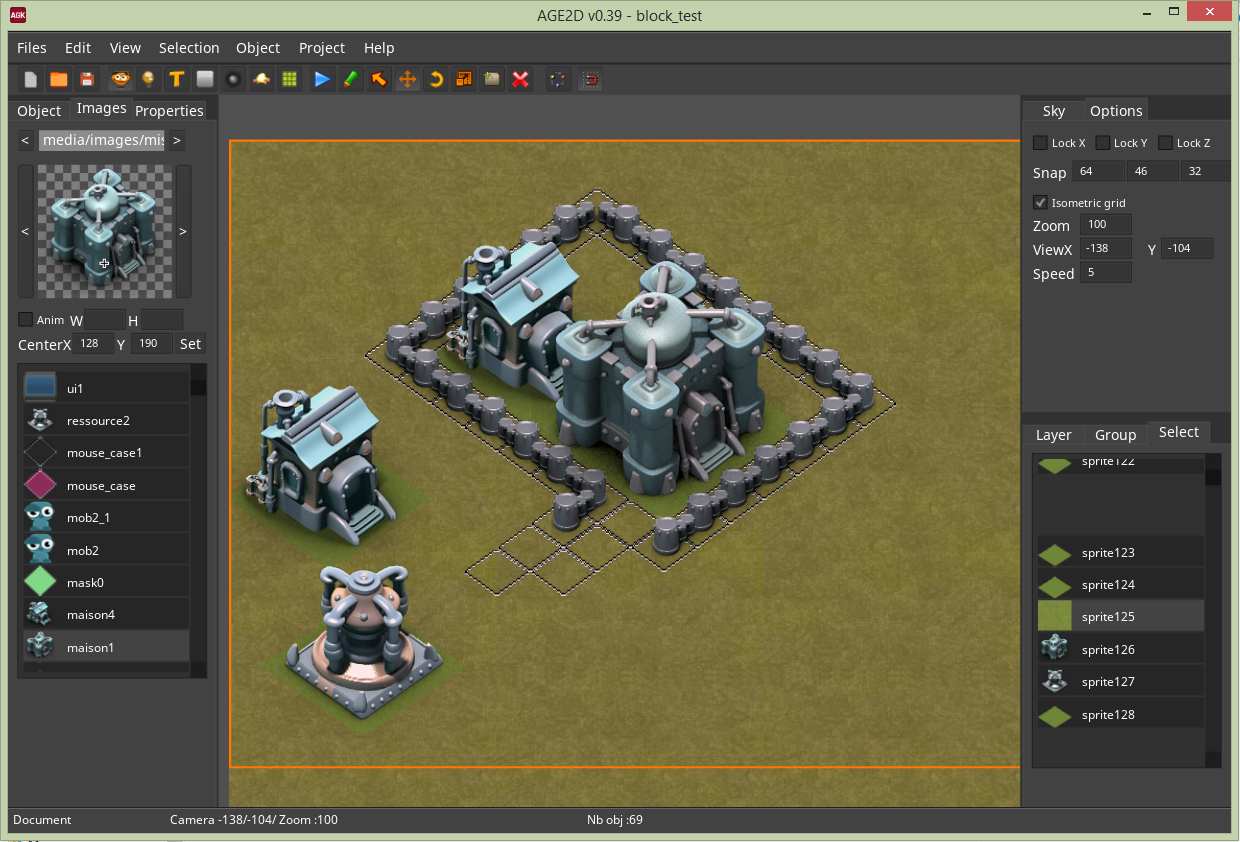 AGK
AGE2D v0.39 - block_test
Files Edit View Selection Object Project Help
Object Images Properties
< media/images/mis >
< >
Anim W H
CenterX 128 Y 190 Set
ui1
ressource2
mouse_case1
mouse_case
mob2_1
mob2
mask0
maison4
maison1
Sky Options
Lock X Lock Y Lock Z
Snap 64 46 32
Isometric grid
Zoom 100
ViewX -138 Y -104
Speed 5
Layer Group Select
sprite122
sprite123
sprite124
sprite125
sprite126
sprite127
sprite128
Document Camera -138/-104/ Zoom :100 Nb obj :69